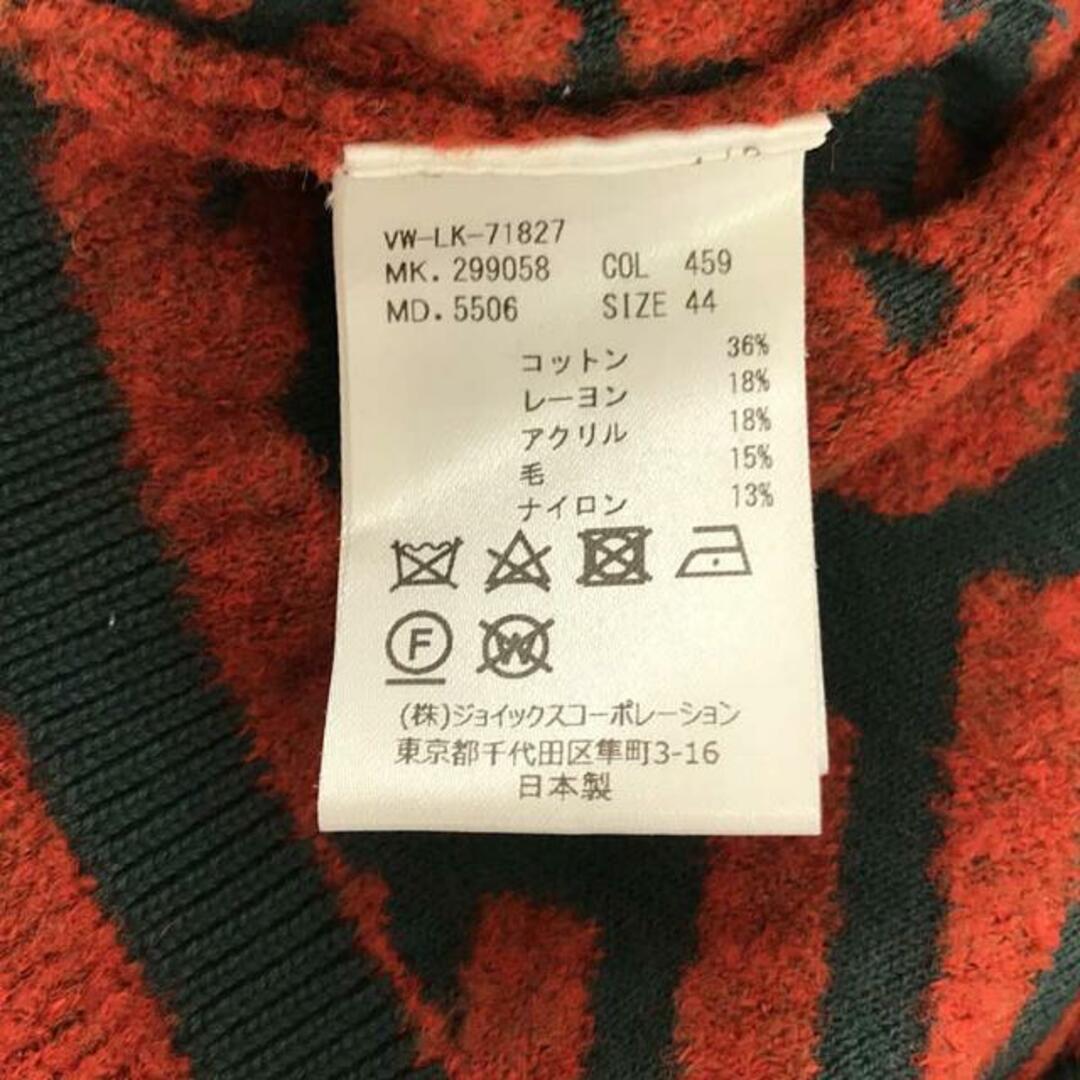 VW-LK-71827
MK. 299058 COL 459
MD. 5506 SIZE 44
コットン 36%
レーヨン 18%
アクリル 18%
毛 15%
ナイロン 13%
F W
(株)ジョイックスコーポレーション
東京都千代田区隼町3-16
日本製